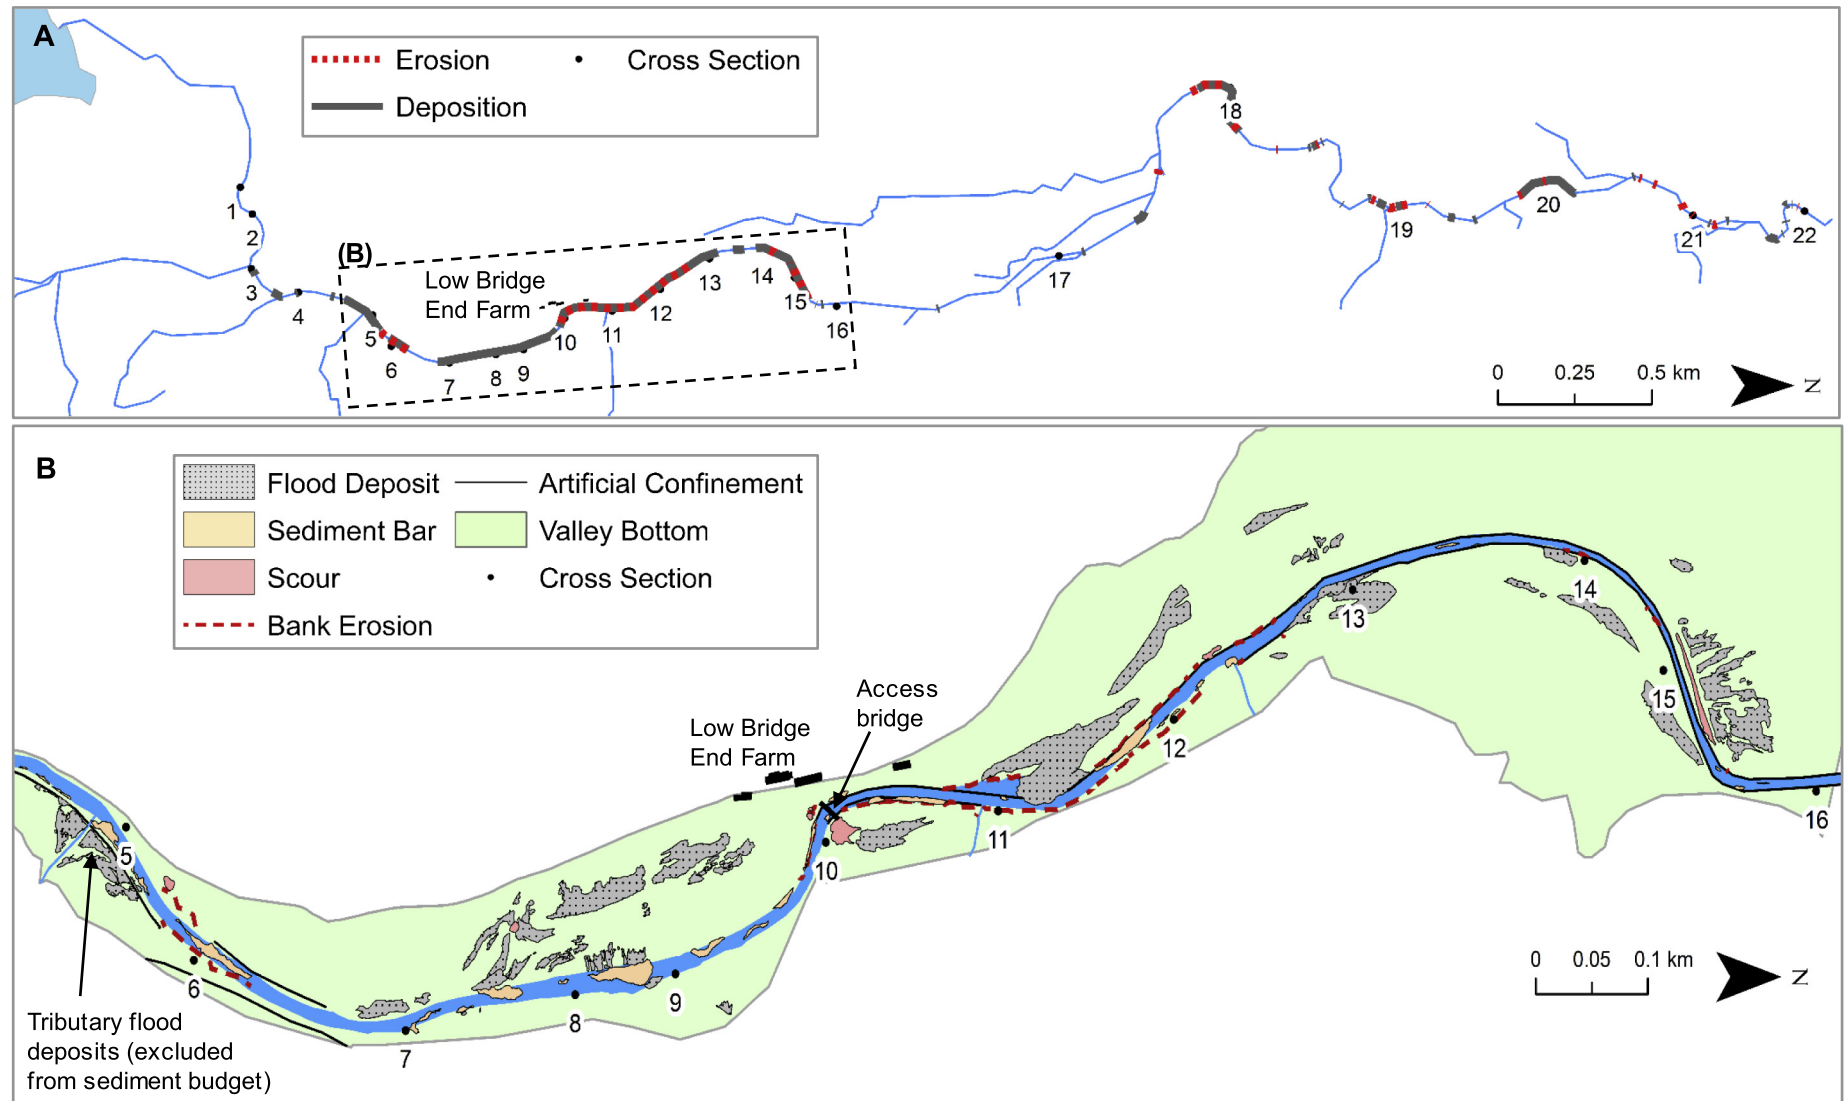 A
Erosion
Cross Section
Deposition
1
2
3
4
(B)
Low Bridge
End Farm
5
6
7
8
9
10
11
12
13
14
15
16
17
18
19
20
21
22
0 0.25 0.5 km
N
B
Flood Deposit
Artificial Confinement
Sediment Bar
Valley Bottom
Scour
Cross Section
Bank Erosion
Access
bridge
Low Bridge
End Farm
5
6
7
8
9
10
11
12
13
14
15
16
Tributary flood
deposits (excluded
from sediment budget)
0 0.05 0.1 km
N